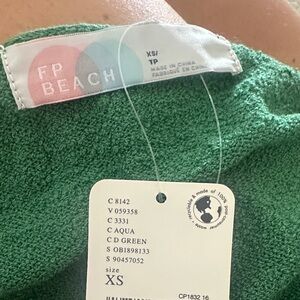 FP
BEACH
XS/
TP
MADE IN CHINA
FABRIQUÉ EN CHINE
C 8142
V 059358
C 3331
C AQUA
C D GREEN
S OB1898133
S 90457052
size
XS
CP1832 16